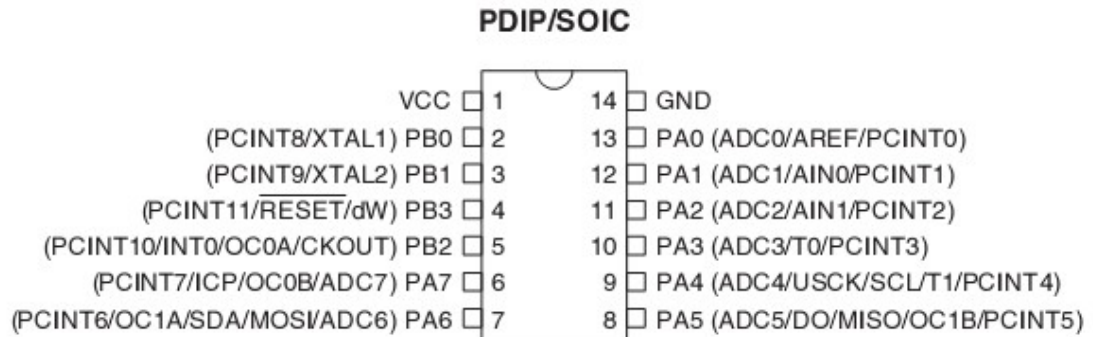 PDIP/SOIC
VCC 1 14 GND
(PCINT8/XTAL1) PB0 2 13 PA0 (ADC0/AREF/PCINT0)
(PCINT9/XTAL2) PB1 3 12 PA1 (ADC1/AIN0/PCINT1)
(PCINT11/RESET/dW) PB3 4 11 PA2 (ADC2/AIN1/PCINT2)
(PCINT10/INT0/OC0A/CKOUT) PB2 5 10 PA3 (ADC3/T0/PCINT3)
(PCINT7/ICP/OC0B/ADC7) PA7 6 9 PA4 (ADC4/USCK/SCL/T1/PCINT4)
(PCINT6/OC1A/SDA/MOSI/ADC6) PA6 7 8 PA5 (ADC5/DO/MISO/OC1B/PCINT5)